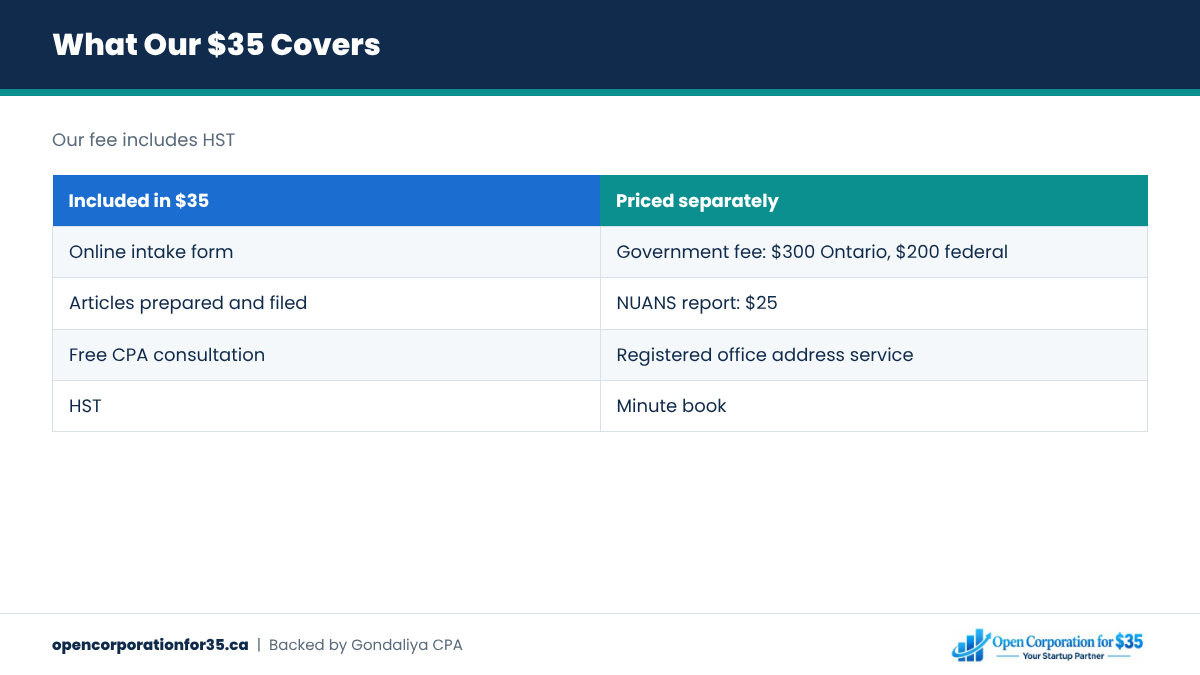 What Our $35 Covers
Our fee includes HST
Included in $35
Priced separately
Online intake form
Government fee: $300 Ontario, $200 federal
Articles prepared and filed
NUANS report: $25
Free CPA consultation
Registered office address service
HST
Minute book
opencorporationfor35.ca | Backed by Gondaliya CPA
Open Corporation for $35
Your Startup Partner